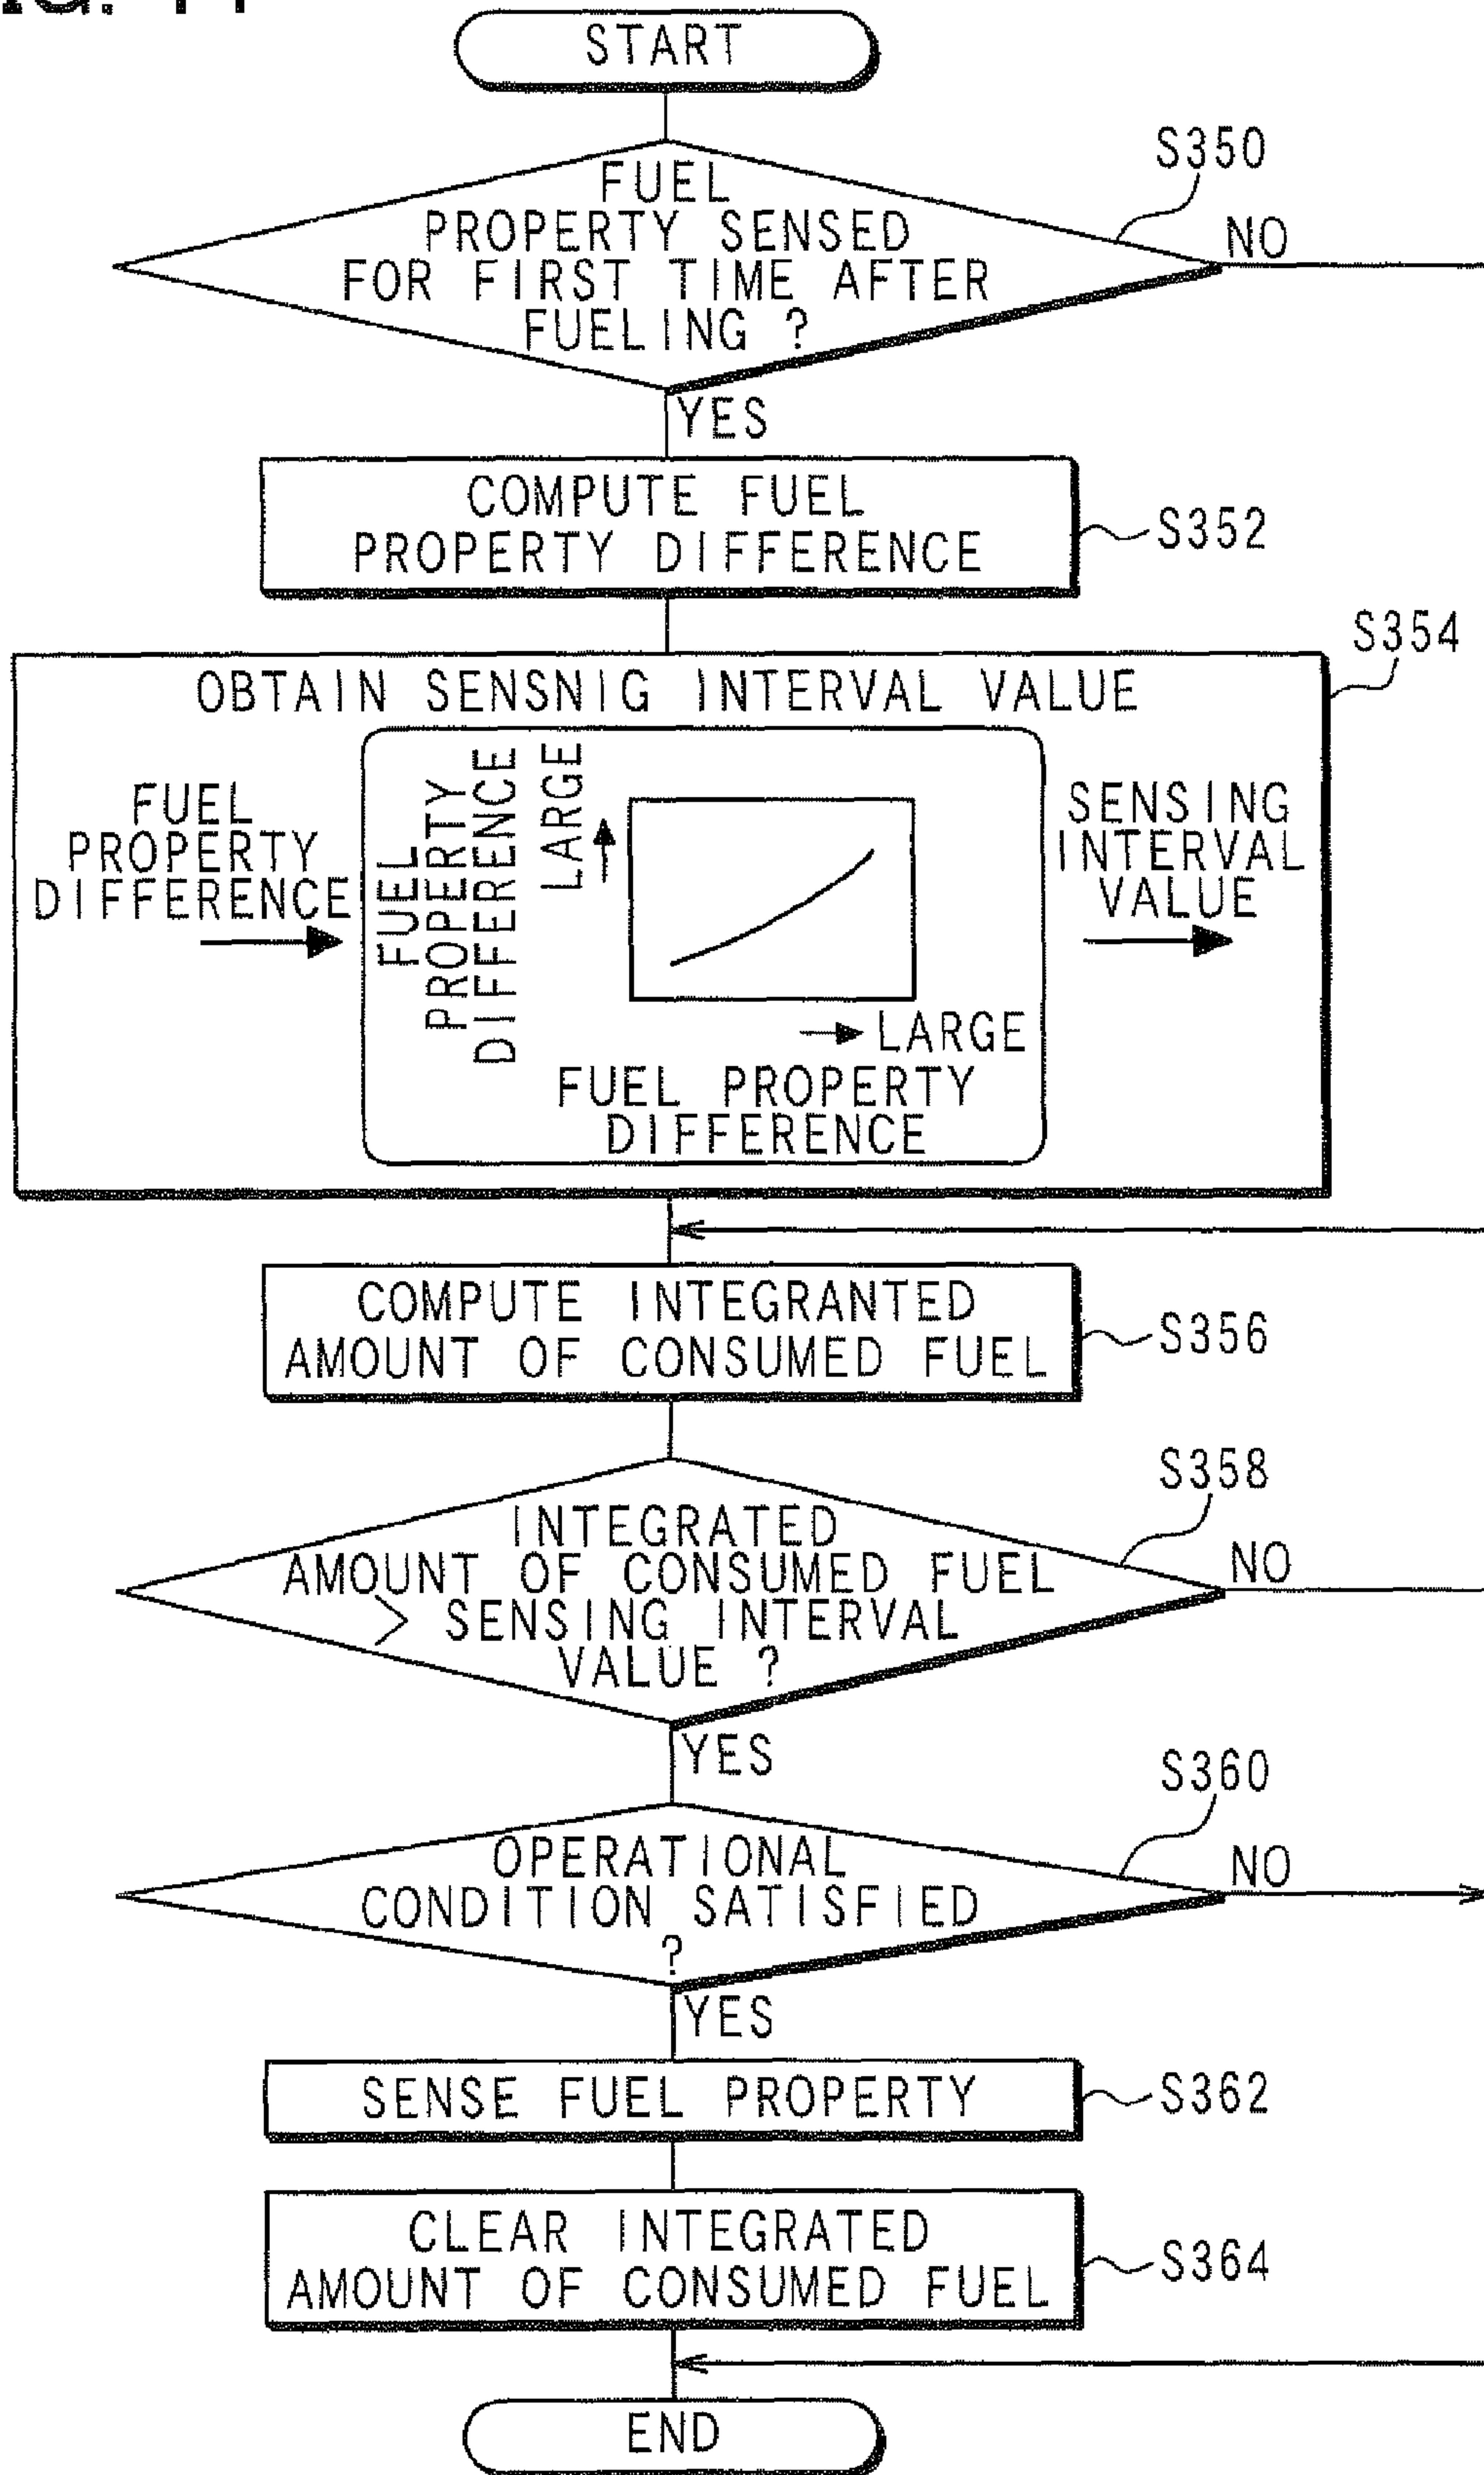 START
S350
FUEL
PROPERTY SENSED
FOR FIRST TIME AFTER
FUELING ?
NO
YES
COMPUTE FUEL
PROPERTY DIFFERENCE
S352
S354
OBTAIN SENSNIG INTERVAL VALUE
FUEL
PROPERTY
DIFFERENCE
FUEL
PROPERTY
DIFFERENCE
LARGE
LARGE
FUEL PROPERTY
DIFFERENCE
SENSING
INTERVAL
VALUE
COMPUTE INTEGRANTED
AMOUNT OF CONSUMED FUEL
S356
S358
INTEGRATED
AMOUNT OF CONSUMED FUEL
> SENSING INTERVAL
VALUE ?
NO
YES
S360
OPERATIONAL
CONDITION SATISFIED
?
NO
YES
SENSE FUEL PROPERTY
S362
CLEAR INTEGRATED
AMOUNT OF CONSUMED FUEL
S364
END